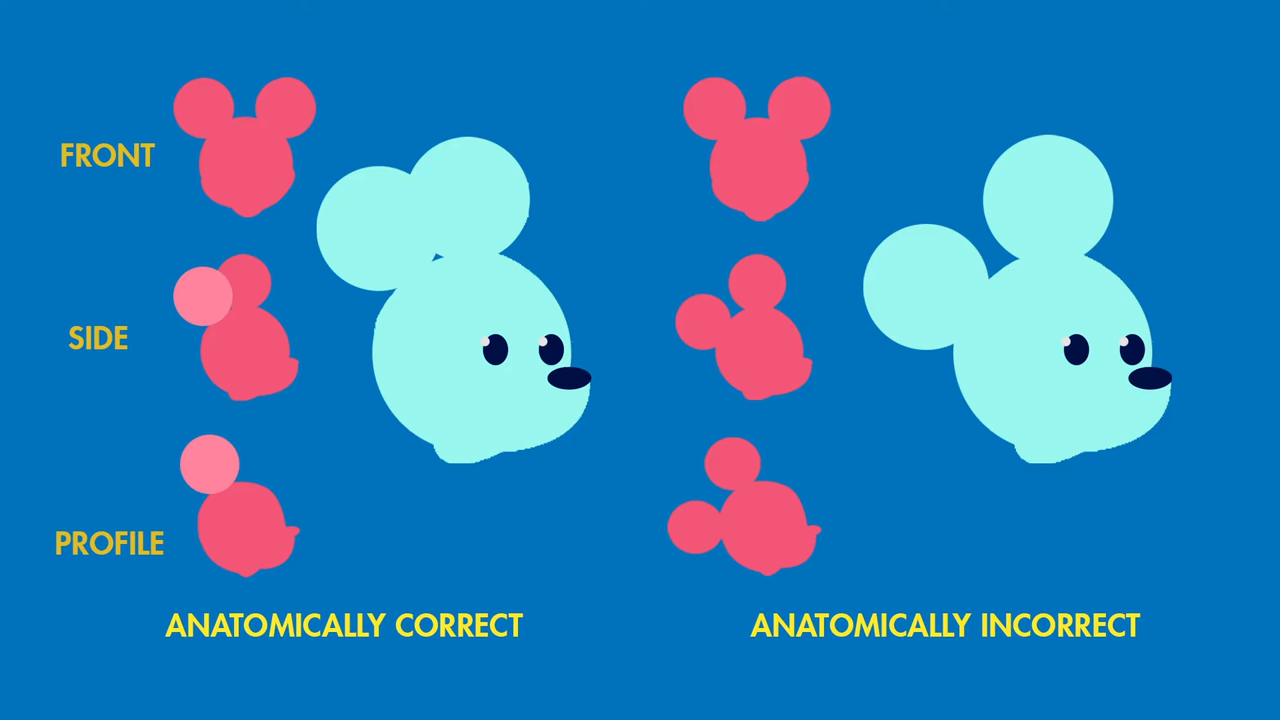 FRONT
SIDE
PROFILE
ANATOMICALLY CORRECT
ANATOMICALLY INCORRECT